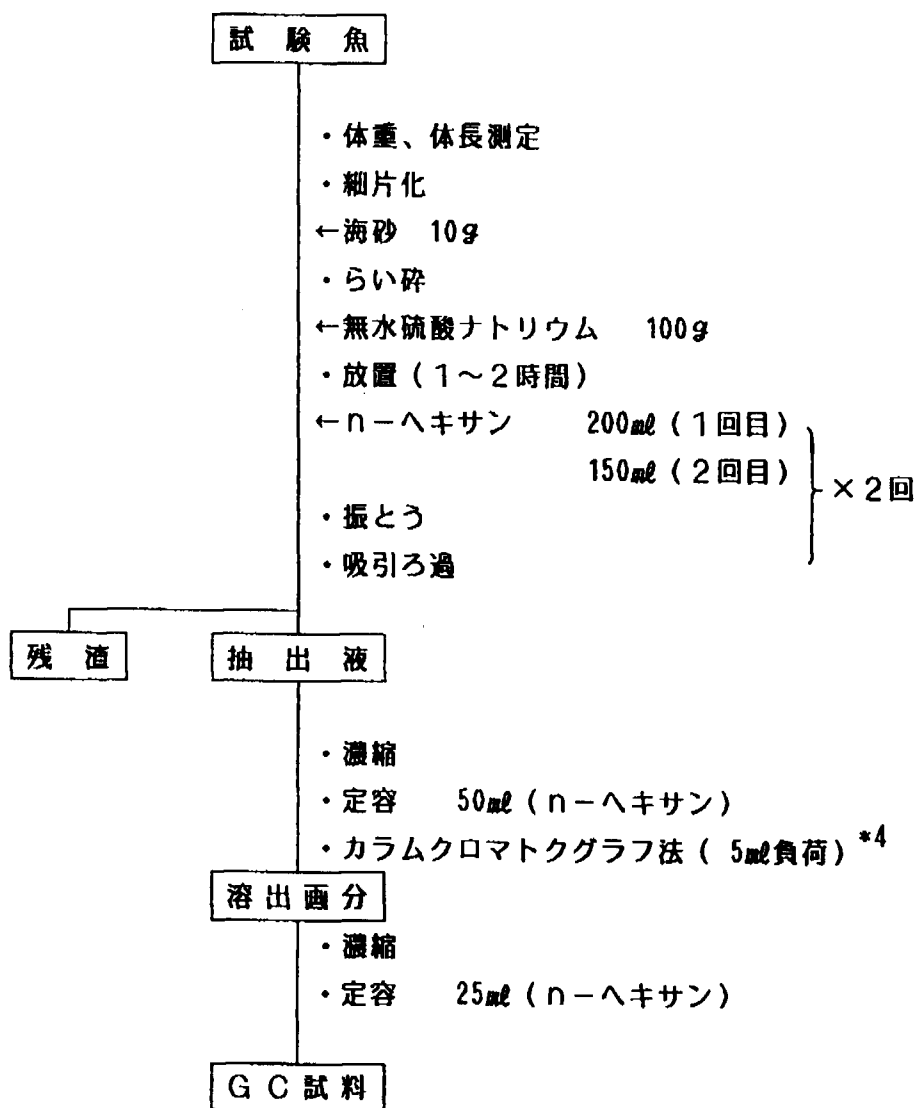 試験魚
・体重、体長測定
・細片化
←海砂 10g
・らい砕
←無水硫酸ナトリウム 100g
・放置(1~2時間)
←n-ヘキサン 200ml(1回目)
150ml(2回目)
×2回
・振とう
・吸引ろ過
残渣 抽出液
・濃縮
・定容 50ml(n-ヘキサン)
・カラムクロマトクグラフ法( 5ml負荷)*4
溶出画分
・濃縮
・定容 25ml(n-ヘキサン)
GC試料